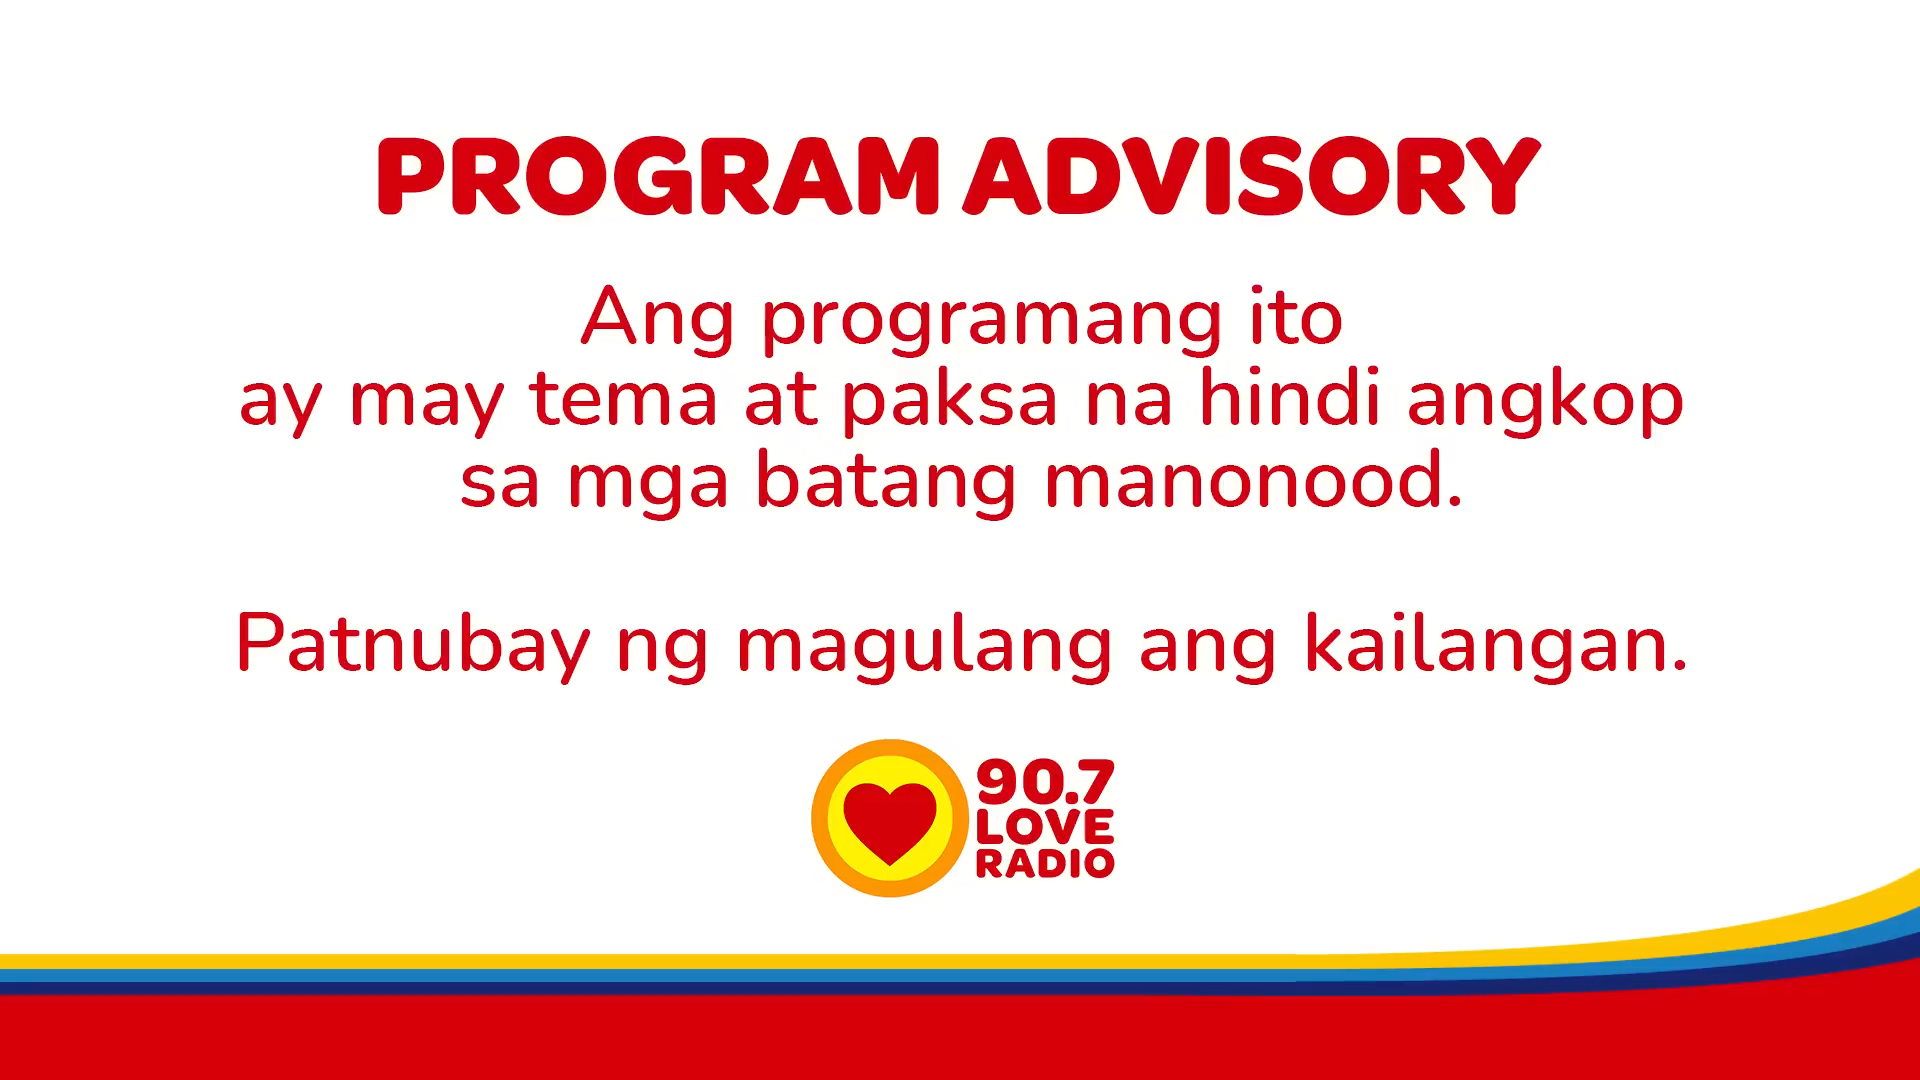 PROGRAM ADVISORY
Ang programang ito
ay may tema at paksa na hindi angkop
sa mga batang manonood.
Patnubay ng magulang ang kailangan.
90.7
LOVE
RADIO